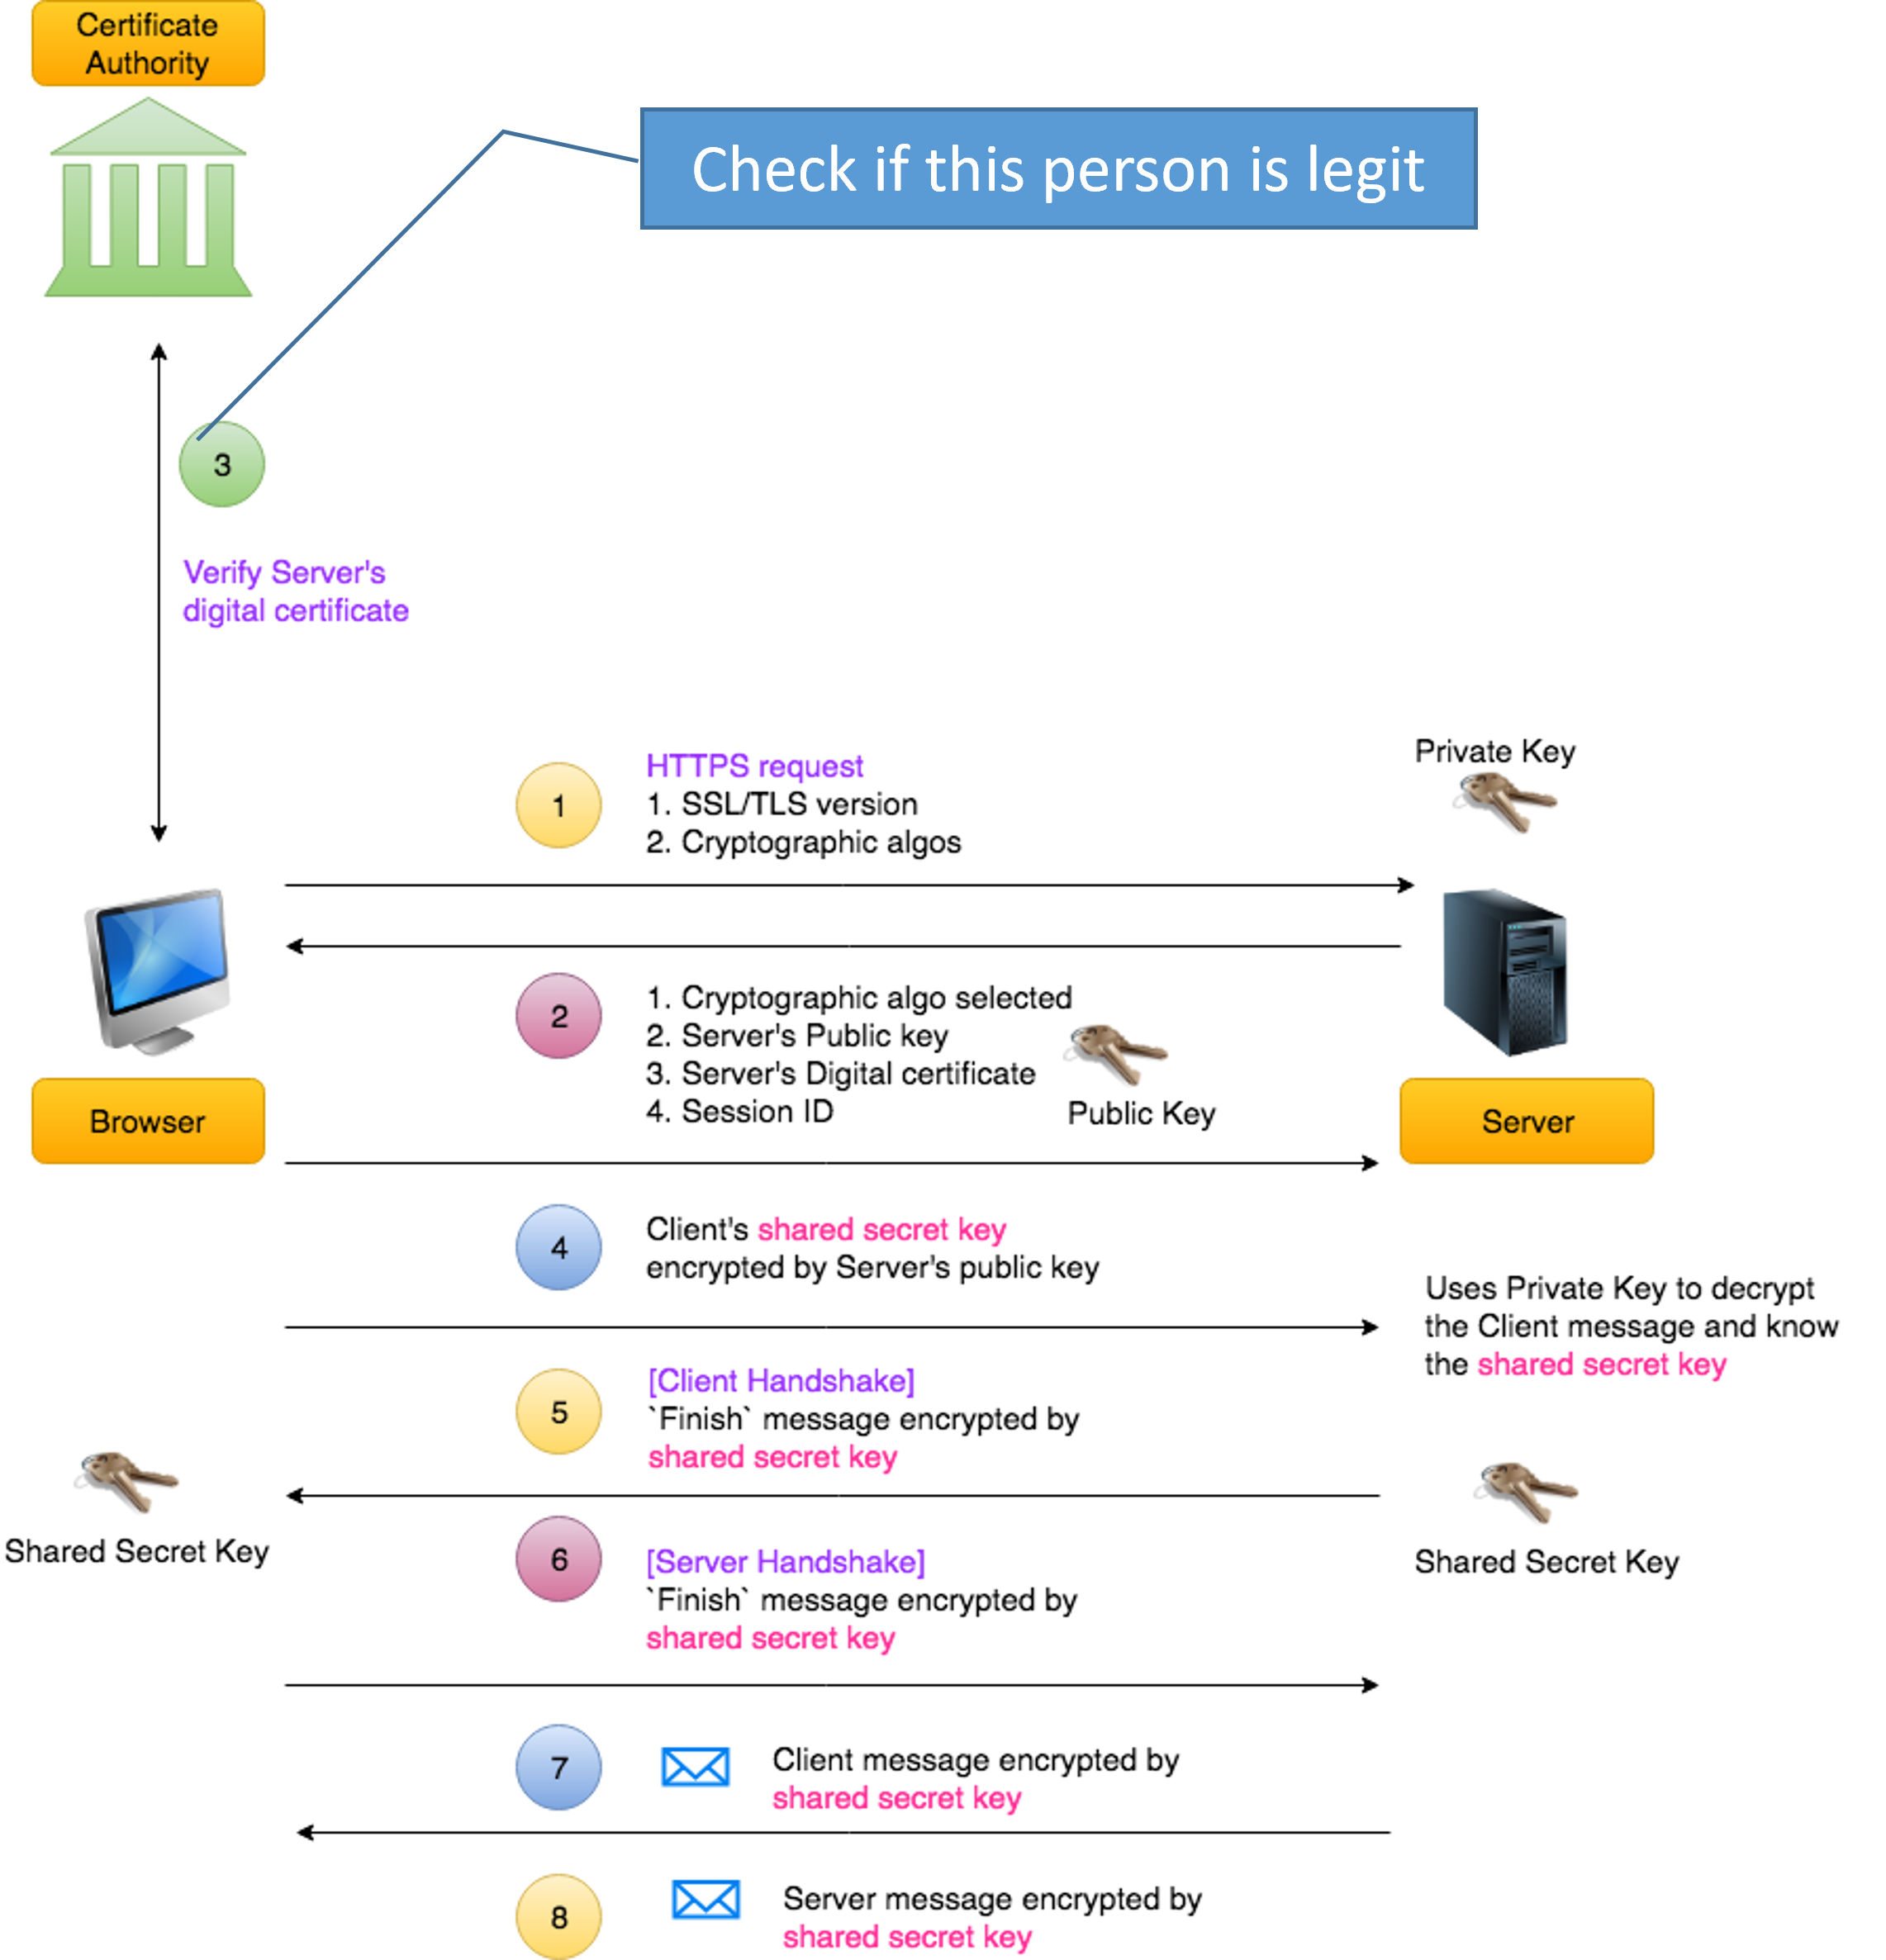 Certificate
Authority
Check if this person is legit
3
Verify Server's
digital certificate
Private Key
1
HTTPS request
1. SSL/TLS version
2. Cryptographic algos
2
1. Cryptographic algo selected
2. Server's Public key
3. Server's Digital certificate
4. Session ID
Public Key
Browser
Server
4
Client's shared secret key
encrypted by Server's public key
Uses Private Key to decrypt
the Client message and know
the shared secret key
5
[Client Handshake]
`Finish` message encrypted by
shared secret key
Shared Secret Key
Shared Secret Key
6
[Server Handshake]
`Finish` message encrypted by
shared secret key
7
Client message encrypted by
shared secret key
8
Server message encrypted by
shared secret key